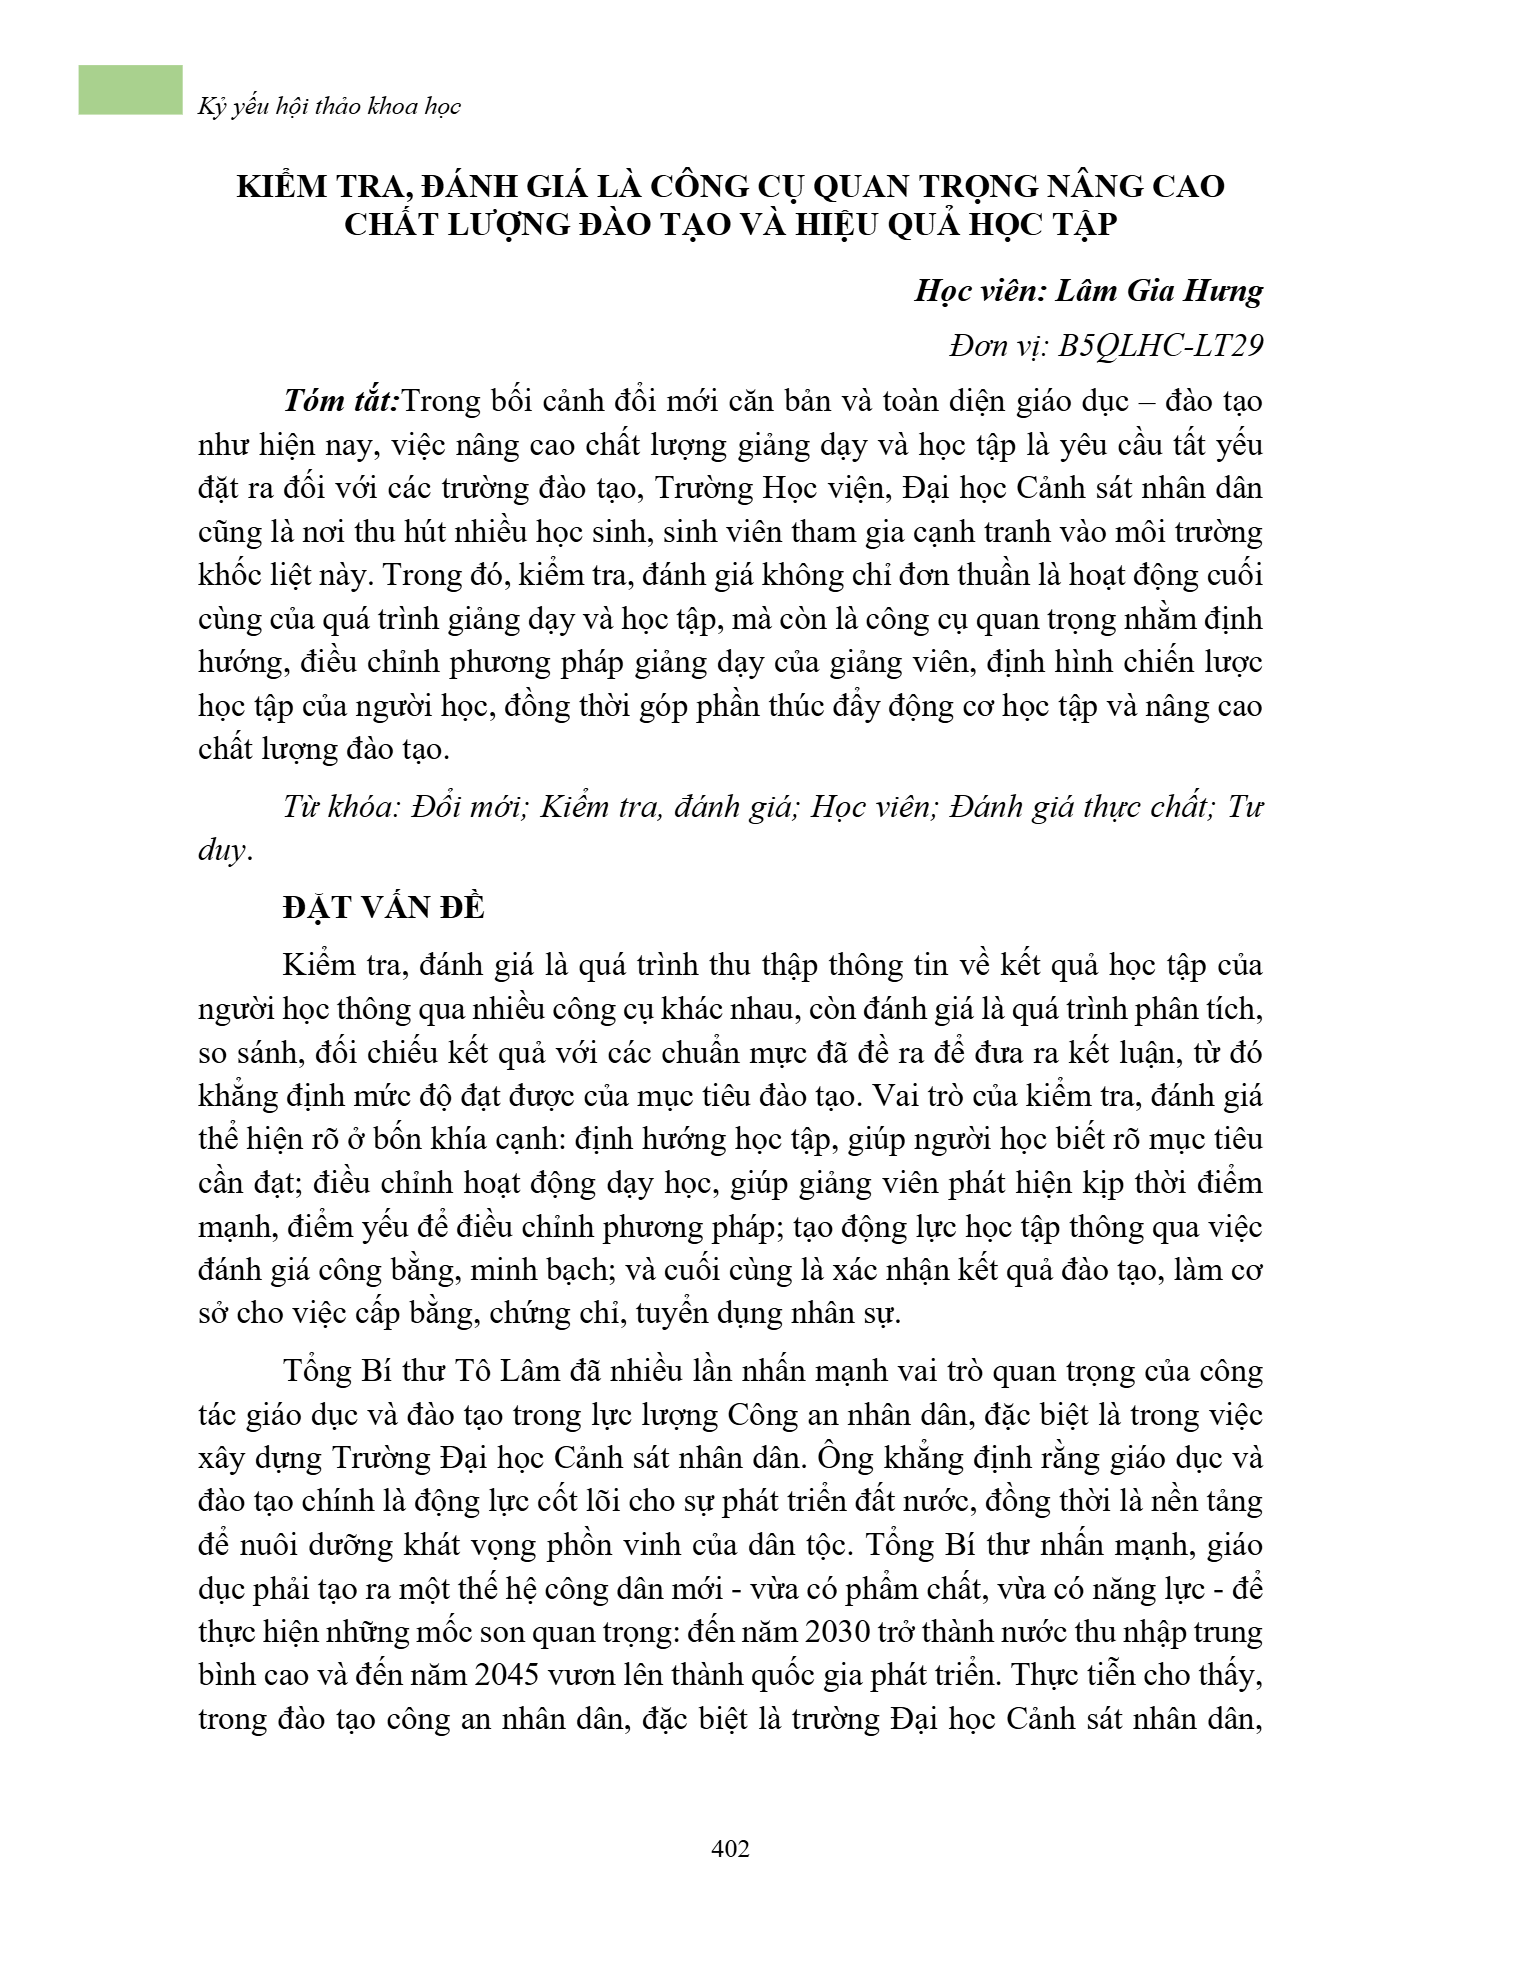 Kỷ yếu hội thảo khoa học
KIỂM TRA, ĐÁNH GIÁ LÀ CÔNG CỤ QUAN TRỌNG NÂNG CAO
CHẤT LƯỢNG ĐÀO TẠO VÀ HIỆU QUẢ HỌC TẬP
Học viên: Lâm Gia Hưng
Đơn vị: B5QLHC-LT29
Tóm tắt:Trong bối cảnh đổi mới căn bản và toàn diện giáo dục – đào tạo
như hiện nay, việc nâng cao chất lượng giảng dạy và học tập là yêu cầu tất yếu
đặt ra đối với các trường đào tạo, Trường Học viện, Đại học Cảnh sát nhân dân
cũng là nơi thu hút nhiều học sinh, sinh viên tham gia cạnh tranh vào môi trường
khốc liệt này. Trong đó, kiểm tra, đánh giá không chỉ đơn thuần là hoạt động cuối
cùng của quá trình giảng dạy và học tập, mà còn là công cụ quan trọng nhằm định
hướng, điều chỉnh phương pháp giảng dạy của giảng viên, định hình chiến lược
học tập của người học, đồng thời góp phần thúc đẩy động cơ học tập và nâng cao
chất lượng đào tạo.
Từ khóa: Đổi mới; Kiểm tra, đánh giá; Học viên; Đánh giá thực chất; Tư
duy.
ĐẶT VẤN ĐỀ
Kiểm tra, đánh giá là quá trình thu thập thông tin về kết quả học tập của
người học thông qua nhiều công cụ khác nhau, còn đánh giá là quá trình phân tích,
so sánh, đối chiếu kết quả với các chuẩn mực đã đề ra để đưa ra kết luận, từ đó
khẳng định mức độ đạt được của mục tiêu đào tạo. Vai trò của kiểm tra, đánh giá
thể hiện rõ ở bốn khía cạnh: định hướng học tập, giúp người học biết rõ mục tiêu
cần đạt; điều chỉnh hoạt động dạy học, giúp giảng viên phát hiện kịp thời điểm
mạnh, điểm yếu để điều chỉnh phương pháp; tạo động lực học tập thông qua việc
đánh giá công bằng, minh bạch; và cuối cùng là xác nhận kết quả đào tạo, làm cơ
sở cho việc cấp bằng, chứng chỉ, tuyển dụng nhân sự.
Tổng Bí thư Tô Lâm đã nhiều lần nhấn mạnh vai trò quan trọng của công
tác giáo dục và đào tạo trong lực lượng Công an nhân dân, đặc biệt là trong việc
xây dựng Trường Đại học Cảnh sát nhân dân. Ông khẳng định rằng giáo dục và
đào tạo chính là động lực cốt lõi cho sự phát triển đất nước, đồng thời là nền tảng
để nuôi dưỡng khát vọng phồn vinh của dân tộc. Tổng Bí thư nhấn mạnh, giáo
dục phải tạo ra một thế hệ công dân mới - vừa có phẩm chất, vừa có năng lực - để
thực hiện những mốc son quan trọng: đến năm 2030 trở thành nước thu nhập trung
bình cao và đến năm 2045 vươn lên thành quốc gia phát triển. Thực tiễn cho thấy,
trong đào tạo công an nhân dân, đặc biệt là trường Đại học Cảnh sát nhân dân,
402